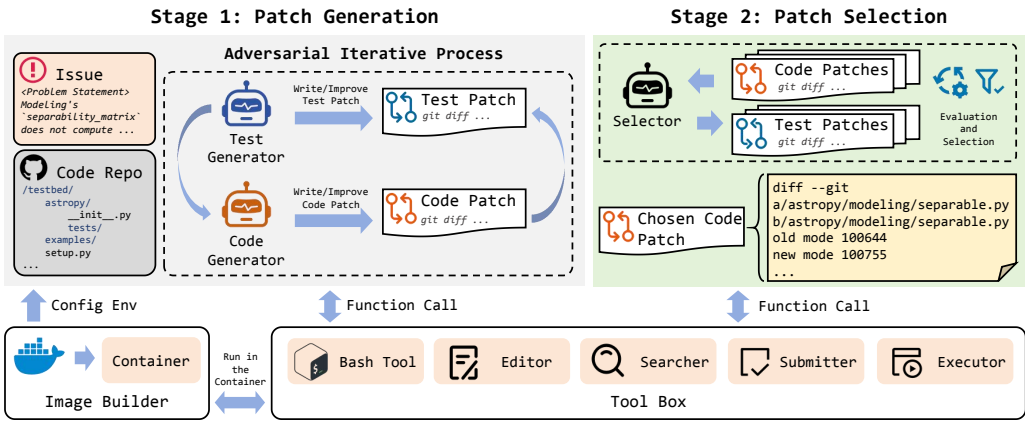 Stage 1: Patch Generation
Stage 2: Patch Selection
Issue
<Problem Statement>
Modeling's
`separability_matrix`
does not compute ...
Code Repo
/testbed/
astropy/
__init__.py
tests/
examples/
setup.py
...
Adversarial Iterative Process
Test
Generator
Write/Improve
Test Patch
Test Patch
git diff ...
Code
Generator
Write/Improve
Code Patch
Code Patch
git diff ...
Selector
Code Patches
git diff ...
Test Patches
git diff ...
Evaluation
and
Selection
Chosen Code
Patch
diff --git
a/astropy/modeling/separable.py
b/astropy/modeling/separable.py
old mode 100644
new mode 100755
...
Config Env
Function Call
Function Call
Container
Image Builder
Run in
the
Container
$
Bash Tool
Editor
Searcher
Submitter
Executor
Tool Box